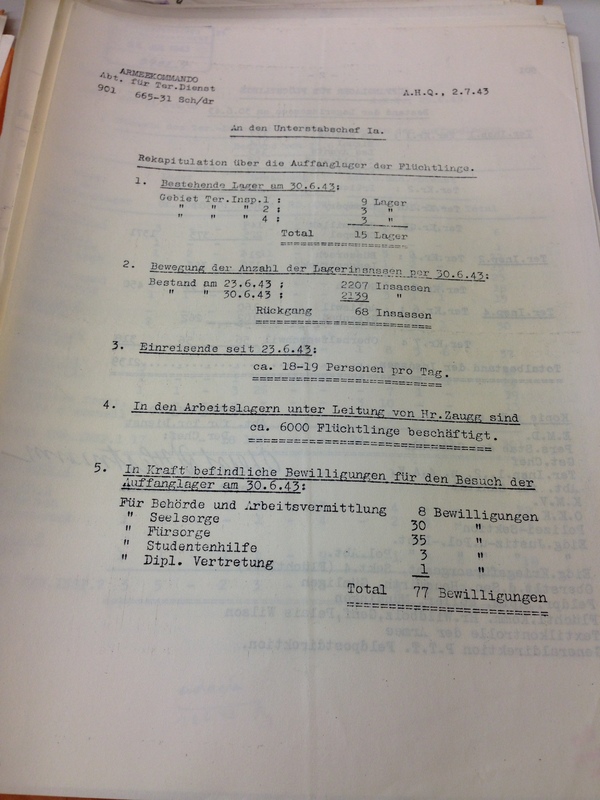 ARMEEKOMMANDO
Abt. für Ter.Dienst
901 665-31 Sch/dr
A.H.Q., 2.7.43
An den Unterstabschef Ia.
Rekapitulation über die Auffanglager der Flüchtlinge.
1. Bestehende Lager am 30.6.43:
Gebiet Ter.Insp.1 : 9 Lager
" " " 2 : 3 "
" " " 4 : 3 "
Total 15 Lager
2. Bewegung der Anzahl der Lagerinsassen per 30.6.43:
Bestand am 23.6.43 : 2207 Insassen
" " 30.6.43 : 2139 "
Rückgang 68 Insassen
3. Einreisende seit 23.6.43:
ca. 18-19 Personen pro Tag.
4. In den Arbeitslagern unter Leitung von Hr.Zaugg sind
ca. 6000 Flüchtlinge beschäftigt.
5. In Kraft befindliche Bewilligungen für den Besuch der
Auffanglager am 30.6.43:
Für Behörde und Arbeitsvermittlung 8 Bewilligungen
" Seelsorge 30 "
" Fürsorge 35 "
" Studentenhilfe 3 "
" Dipl. Vertretung 1 "
Total 77 Bewilligungen